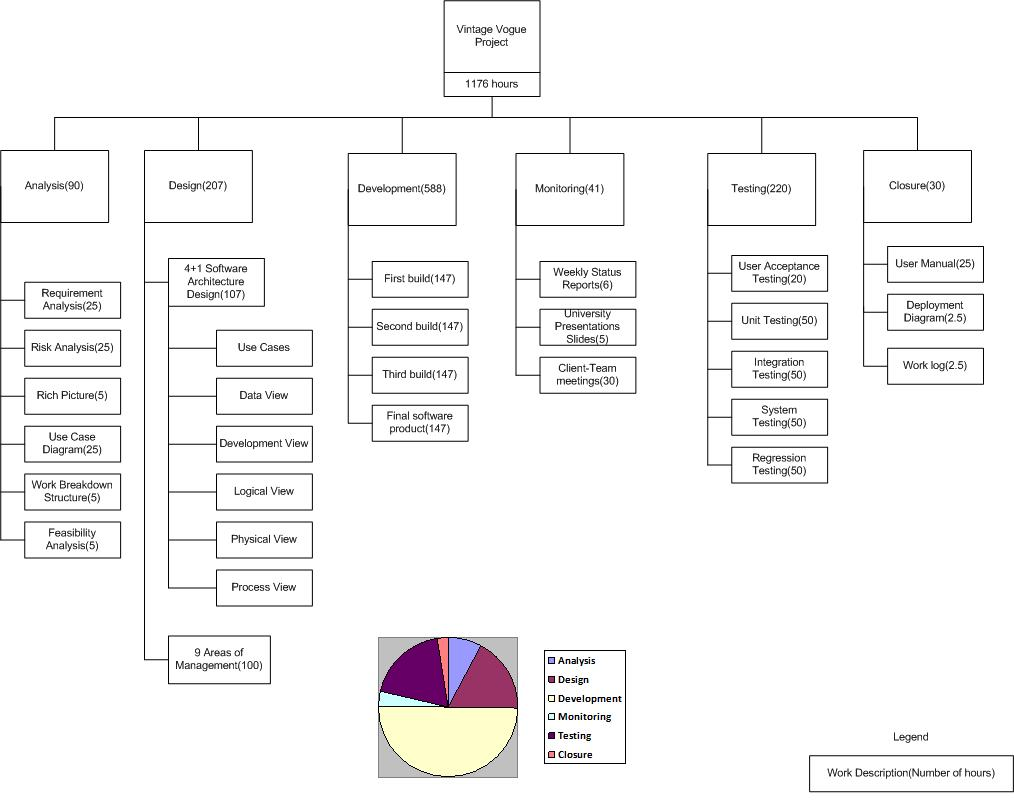 Vintage Vogue
Project
1176 hours
Analysis(90)
Design(207)
Development(588)
Monitoring(41)
Testing(220)
Closure(30)
Requirement
Analysis(25)
Risk Analysis(25)
Rich Picture(5)
Use Case
Diagram(25)
Work Breakdown
Structure(5)
Feasibility
Analysis(5)
4+1 Software
Architecture
Design(107)
Use Cases
Data View
Development View
Logical View
Physical View
Process View
9 Areas of
Management(100)
First build(147)
Second build(147)
Third build(147)
Final software
product(147)
Weekly Status
Reports(6)
University
Presentations
Slides(5)
Client-Team
meetings(30)
User Acceptance
Testing(20)
Unit Testing(50)
Integration
Testing(50)
System
Testing(50)
Regression
Testing(50)
User Manual(25)
Deployment
Diagram(2.5)
Work log(2.5)
Analysis
Design
Development
Monitoring
Testing
Closure
Legend
Work Description(Number of hours)